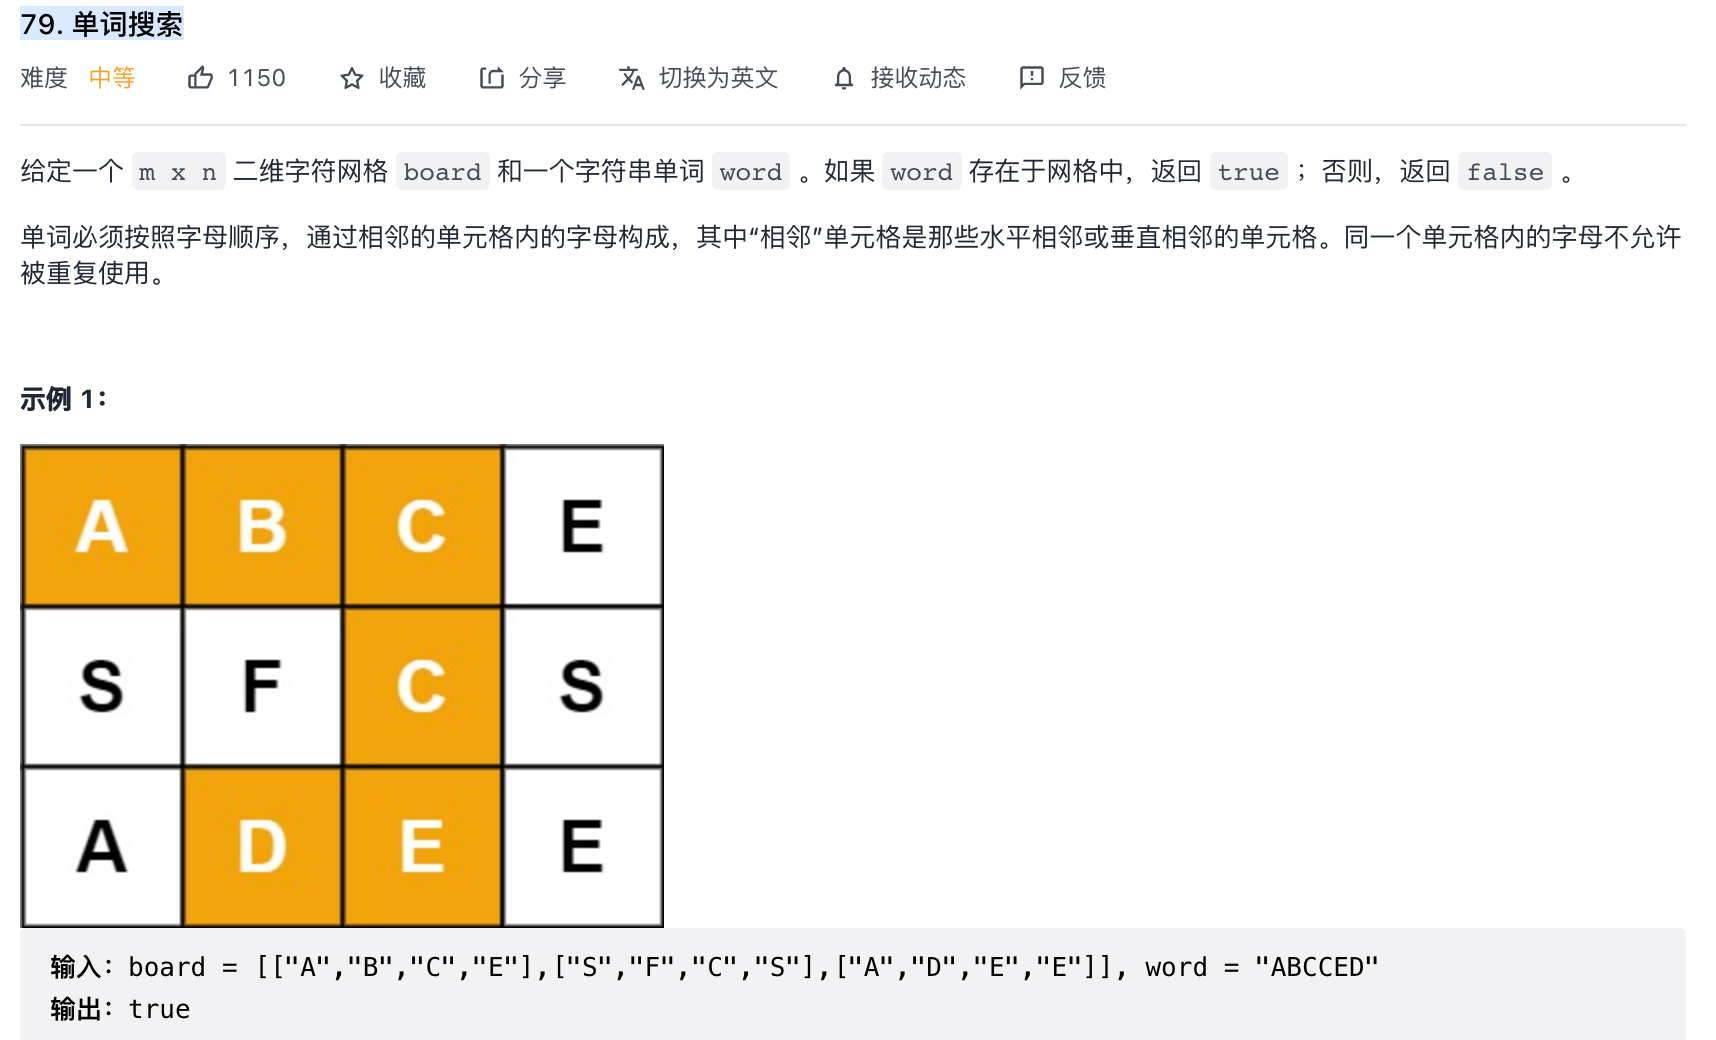 79. 单词搜索
难度 中等 1150 收藏 分享 切换为英文 接收动态 反馈
给定一个 m x n 二维字符网格 board 和一个字符串单词 word 。如果 word 存在于网格中，返回 true ；否则，返回 false 。
单词必须按照字母顺序，通过相邻的单元格内的字母构成，其中“相邻”单元格是那些水平相邻或垂直相邻的单元格。同一个单元格内的字母不允许
被重复使用。
示例 1：
A B C E
S F C S
A D E E
输入：board = [["A","B","C","E"],["S","F","C","S"],["A","D","E","E"]], word = "ABCCED"
输出：true